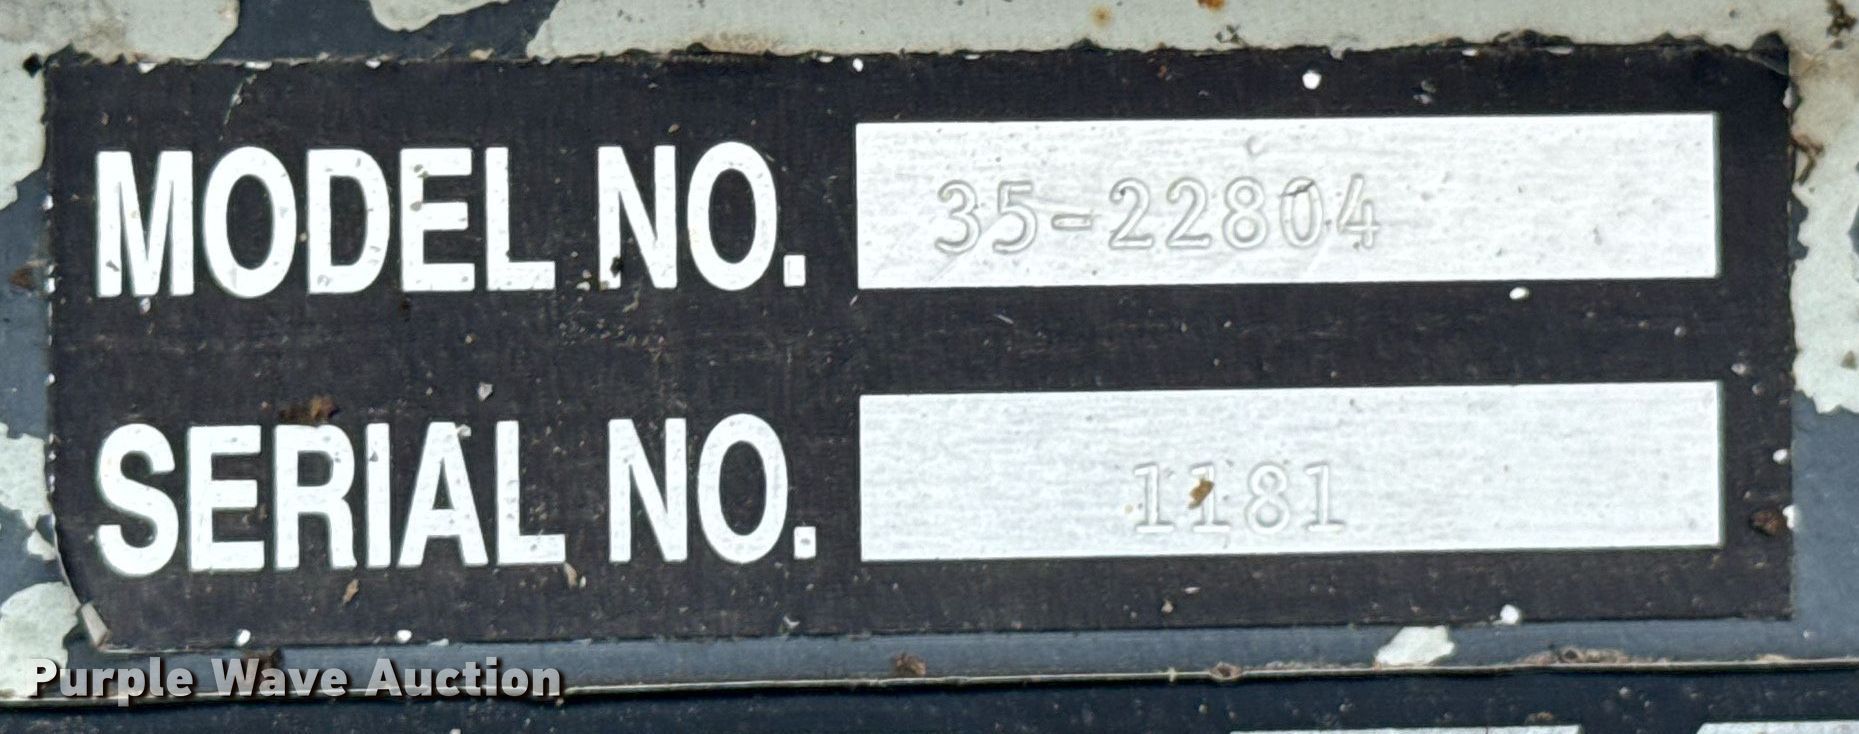 MODEL NO. 35-22804
SERIAL NO. 1181
Purple Wave Auction